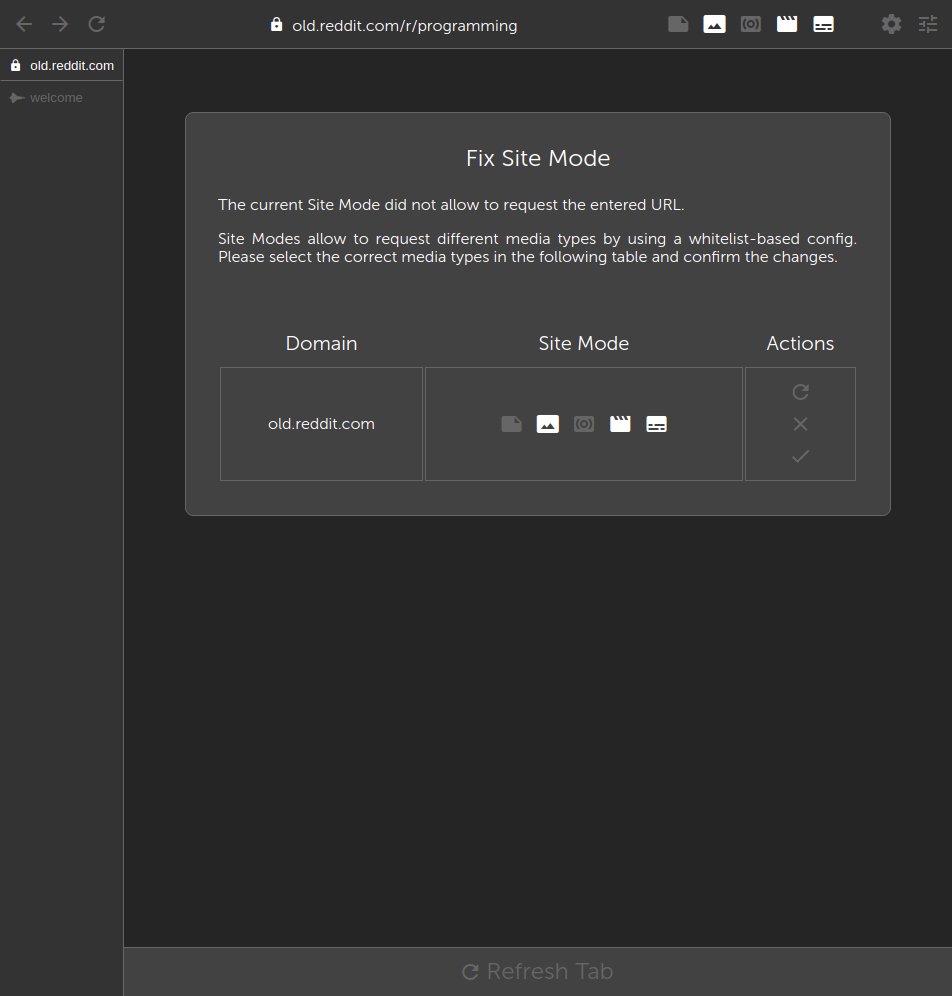 old.reddit.com/r/programming
old.reddit.com
welcome
Fix Site Mode
The current Site Mode did not allow to request the entered URL.
Site Modes allow to request different media types by using a whitelist-based config.
Please select the correct media types in the following table and confirm the changes.
Domain Site Mode Actions
old.reddit.com
Refresh Tab